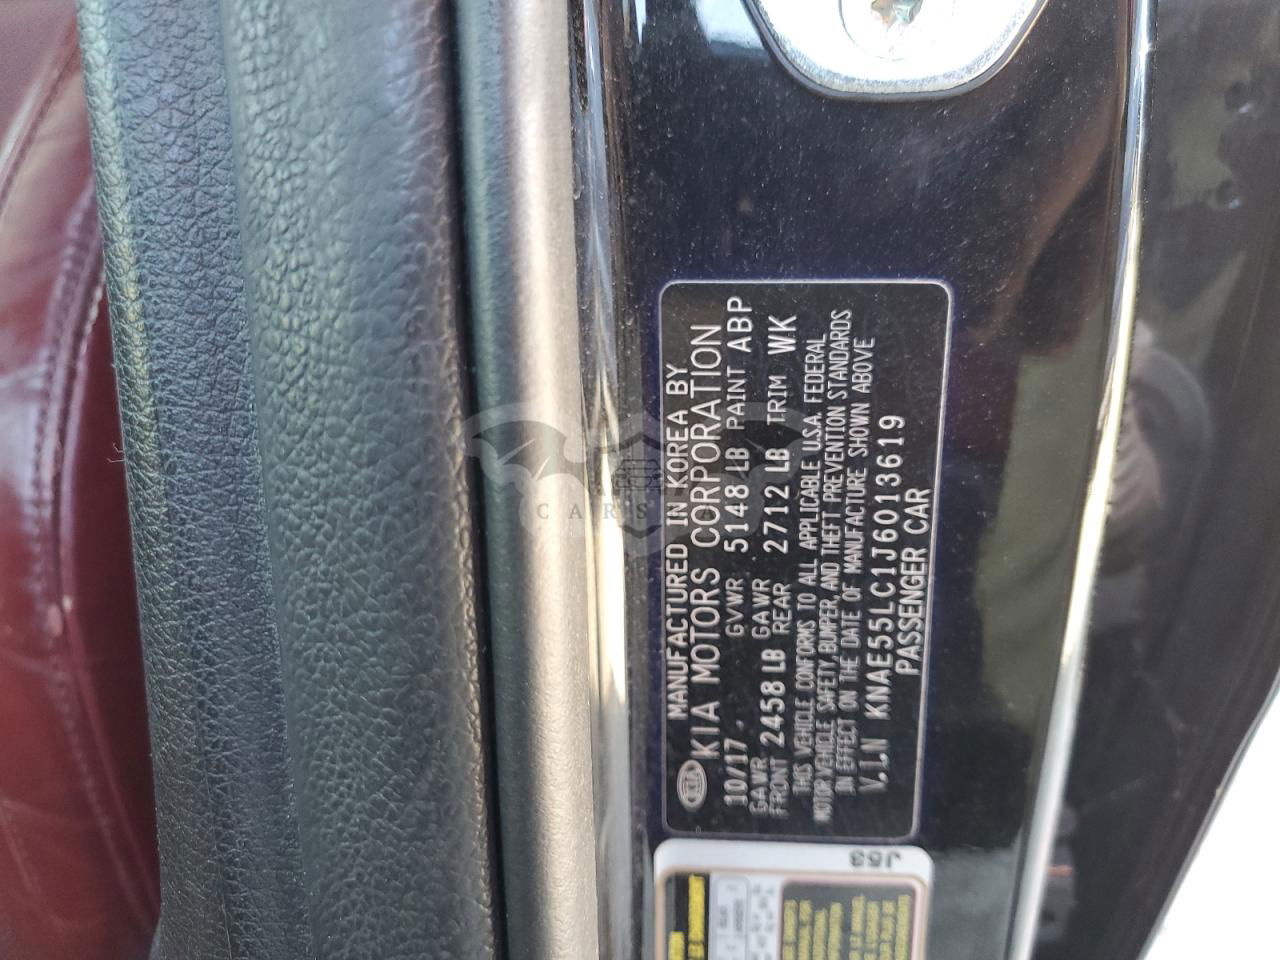 MANUFACTURED IN KOREA BY
KIA MOTORS CORPORATION
KIA
10/17 GVWR 5148 LB PAINT ABP
GAWR FRONT 2458 LB GAWR REAR 2712 LB TRIM WK
THIS VEHICLE CONFORMS TO ALL APPLICABLE U.S.A. FEDERAL
MOTOR VEHICLE SAFETY, BUMPER, AND THEFT PREVENTION STANDARDS
IN EFFECT ON THE DATE OF MANUFACTURE SHOWN ABOVE
V.I.N KNAE55LC1J6013619
PASSENGER CAR
J53
CARS